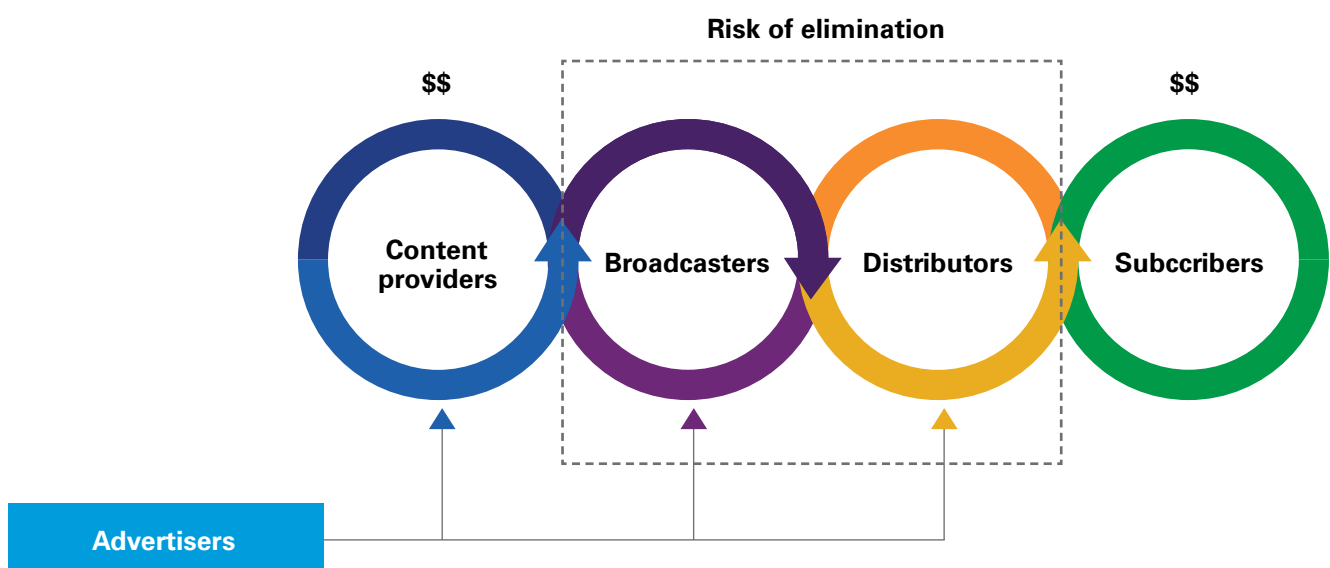 Risk of elimination
$$
$$
Content
providers
Broadcasters
Distributors
Subccribers
Advertisers